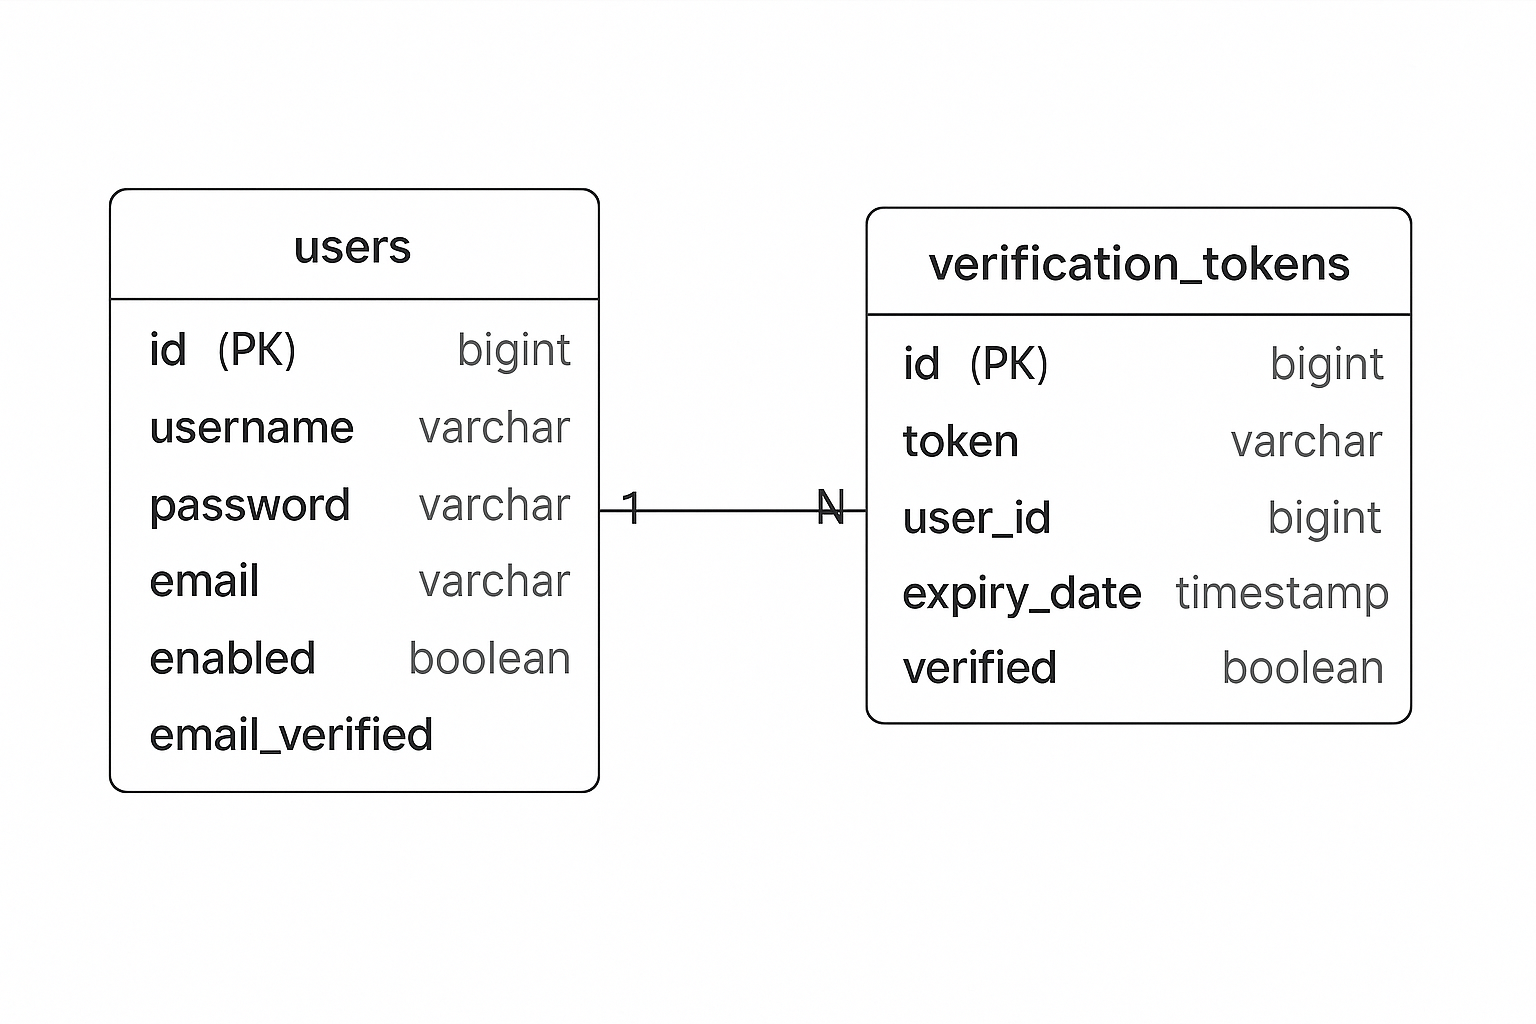 users
id (PK) bigint
username varchar
password varchar
email varchar
enabled boolean
email_verified
1 N
verification_tokens
id (PK) bigint
token varchar
user_id bigint
expiry_date timestamp
verified boolean